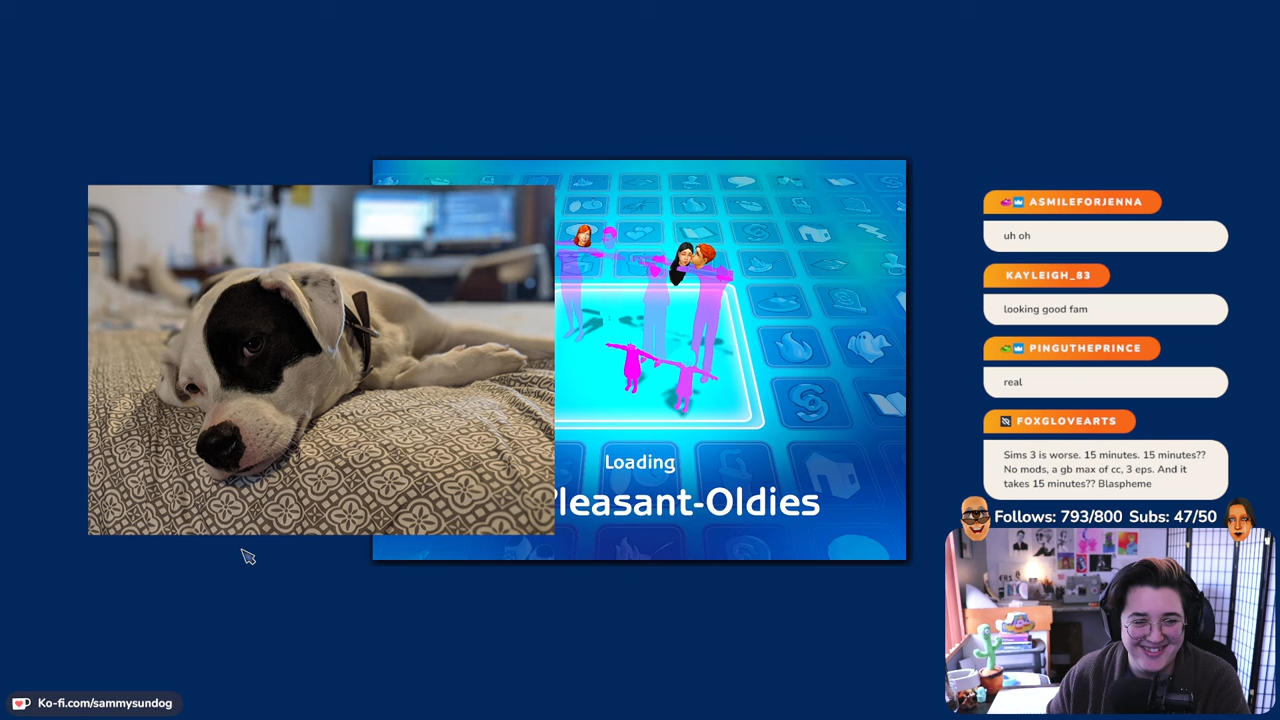 Loading
Pleasant-Oldies
ASMILEFORJENNA
uh oh
KAYLEIGH_83
looking good fam
PINGUTHEPRINCE
real
FOXGLOVEARTS
Sims 3 is worse. 15 minutes. 15 minutes??
No mods, a gb max of cc, 3 eps. And it
takes 15 minutes?? Blaspheme
Follows: 793/800 Subs: 47/50
Ko-fi.com/sammysundog